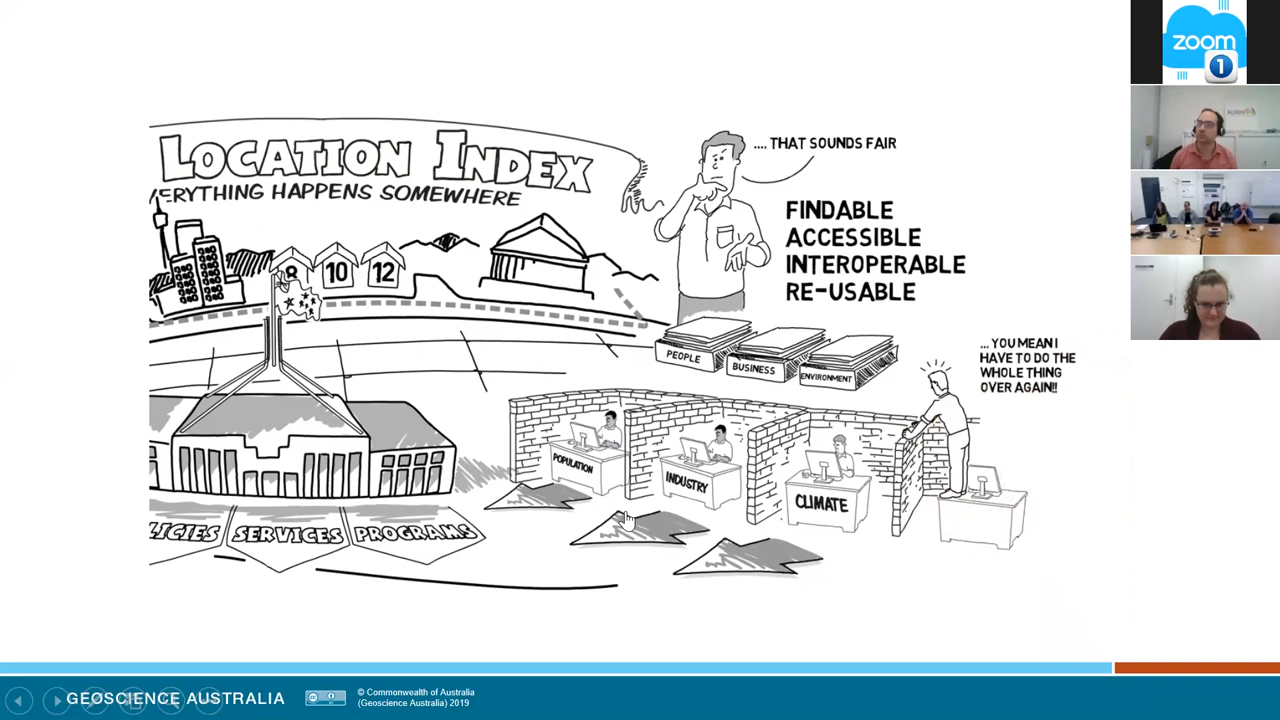 LOCATION INDEX
ERYTHING HAPPENS SOMEWHERE
8
10
12
.... THAT SOUNDS FAIR
FINDABLE
ACCESSIBLE
INTEROPERABLE
RE-USABLE
PEOPLE
BUSINESS
ENVIRONMENT
... YOU MEAN I
HAVE TO DO THE
WHOLE THING
OVER AGAIN!!
POPULATION
INDUSTRY
CLIMATE
LICIES
SERVICES
PROGRAMS
zoom
1
AURIN
GEOSCIENCE AUSTRALIA
© Commonwealth of Australia
(Geoscience Australia) 2019